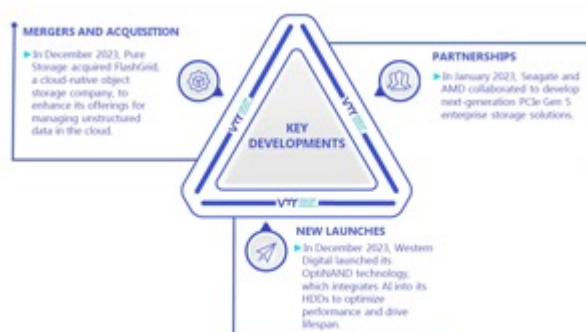 MERGERS AND ACQUISITION
►In December 2023, Pure
Storage acquired FlashGrid,
a cloud-native object
storage company, to
enhance its offerings for
managing unstructured
data in the cloud.
PARTNERSHIPS
►In January 2023, Seagate and
AMD collaborated to develop
next-generation PCIe Gen 5
enterprise storage solutions.
KEY
DEVELOPMENTS
NEW LAUNCHES
►In December 2023, Western
Digital launched its
OptiNAND technology,
which integrates AI into its
HDDs to optimize
performance and drive
lifespan.